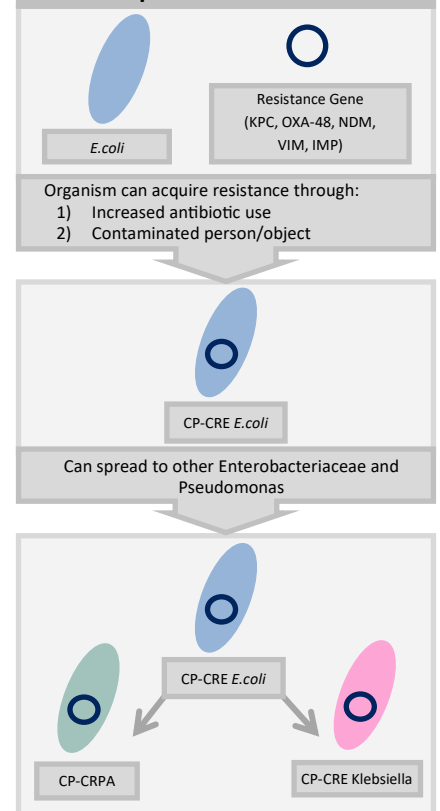 E.coli
Resistance Gene
(KPC, OXA-48, NDM,
VIM, IMP)
Organism can acquire resistance through:
1) Increased antibiotic use
2) Contaminated person/object
CP-CRE E.coli
Can spread to other Enterobacteriaceae and
Pseudomonas
CP-CRE E.coli
CP-CRPA
CP-CRE Klebsiella